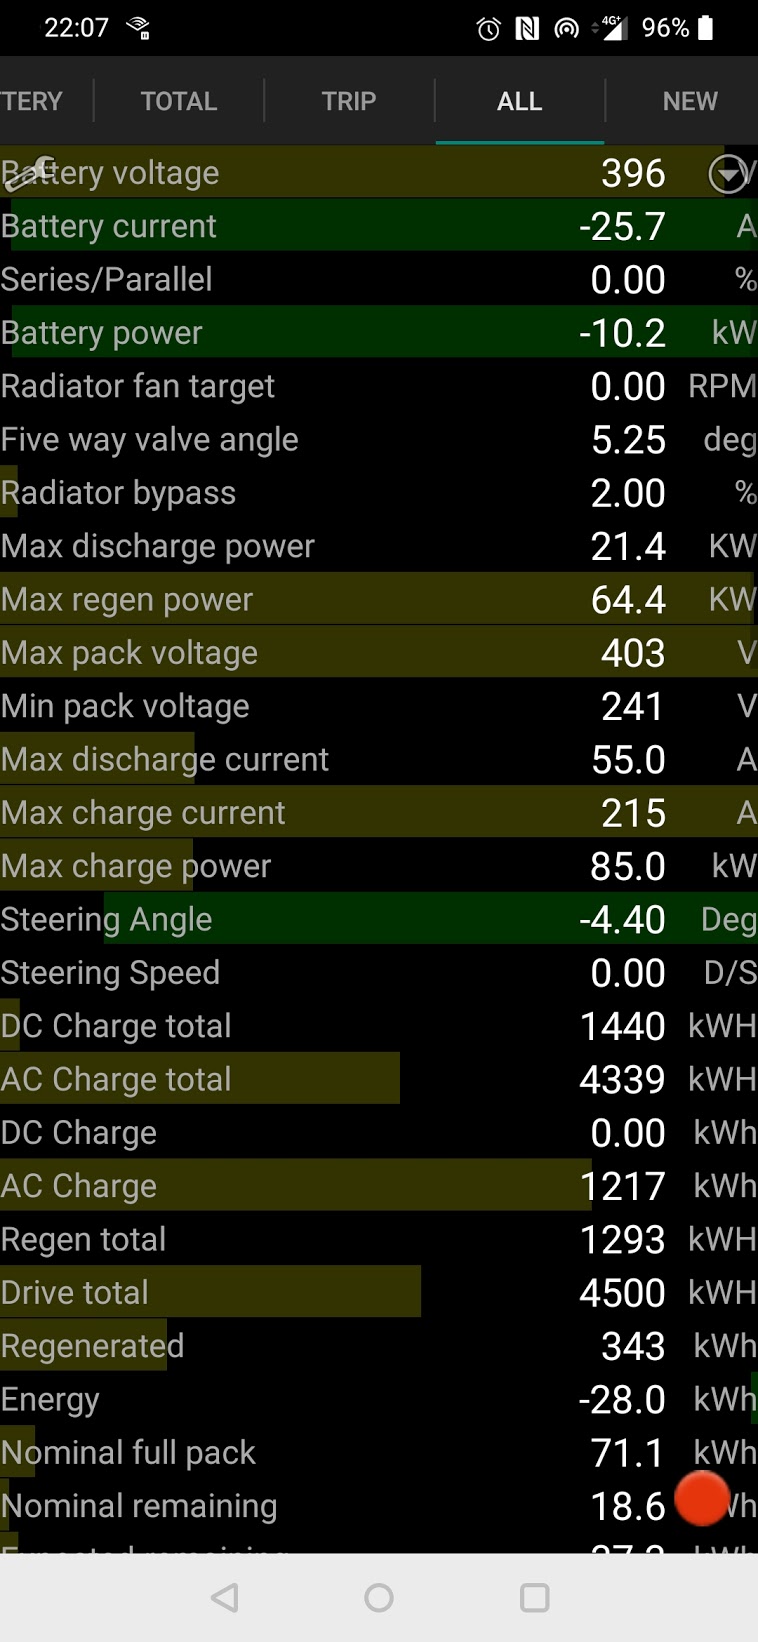 22:07 4G+ 96%
TERY TOTAL TRIP ALL NEW
Battery voltage 396 V
Battery current -25.7 A
Series/Parallel 0.00 %
Battery power -10.2 kW
Radiator fan target 0.00 RPM
Five way valve angle 5.25 deg
Radiator bypass 2.00 %
Max discharge power 21.4 KW
Max regen power 64.4 KW
Max pack voltage 403 V
Min pack voltage 241 V
Max discharge current 55.0 A
Max charge current 215 A
Max charge power 85.0 kW
Steering Angle -4.40 Deg
Steering Speed 0.00 D/S
DC Charge total 1440 kWH
AC Charge total 4339 kWH
DC Charge 0.00 kWh
AC Charge 1217 kWh
Regen total 1293 kWH
Drive total 4500 kWH
Regenerated 343 kWh
Energy -28.0 kWh
Nominal full pack 71.1 kWh
Nominal remaining 18.6 Wh